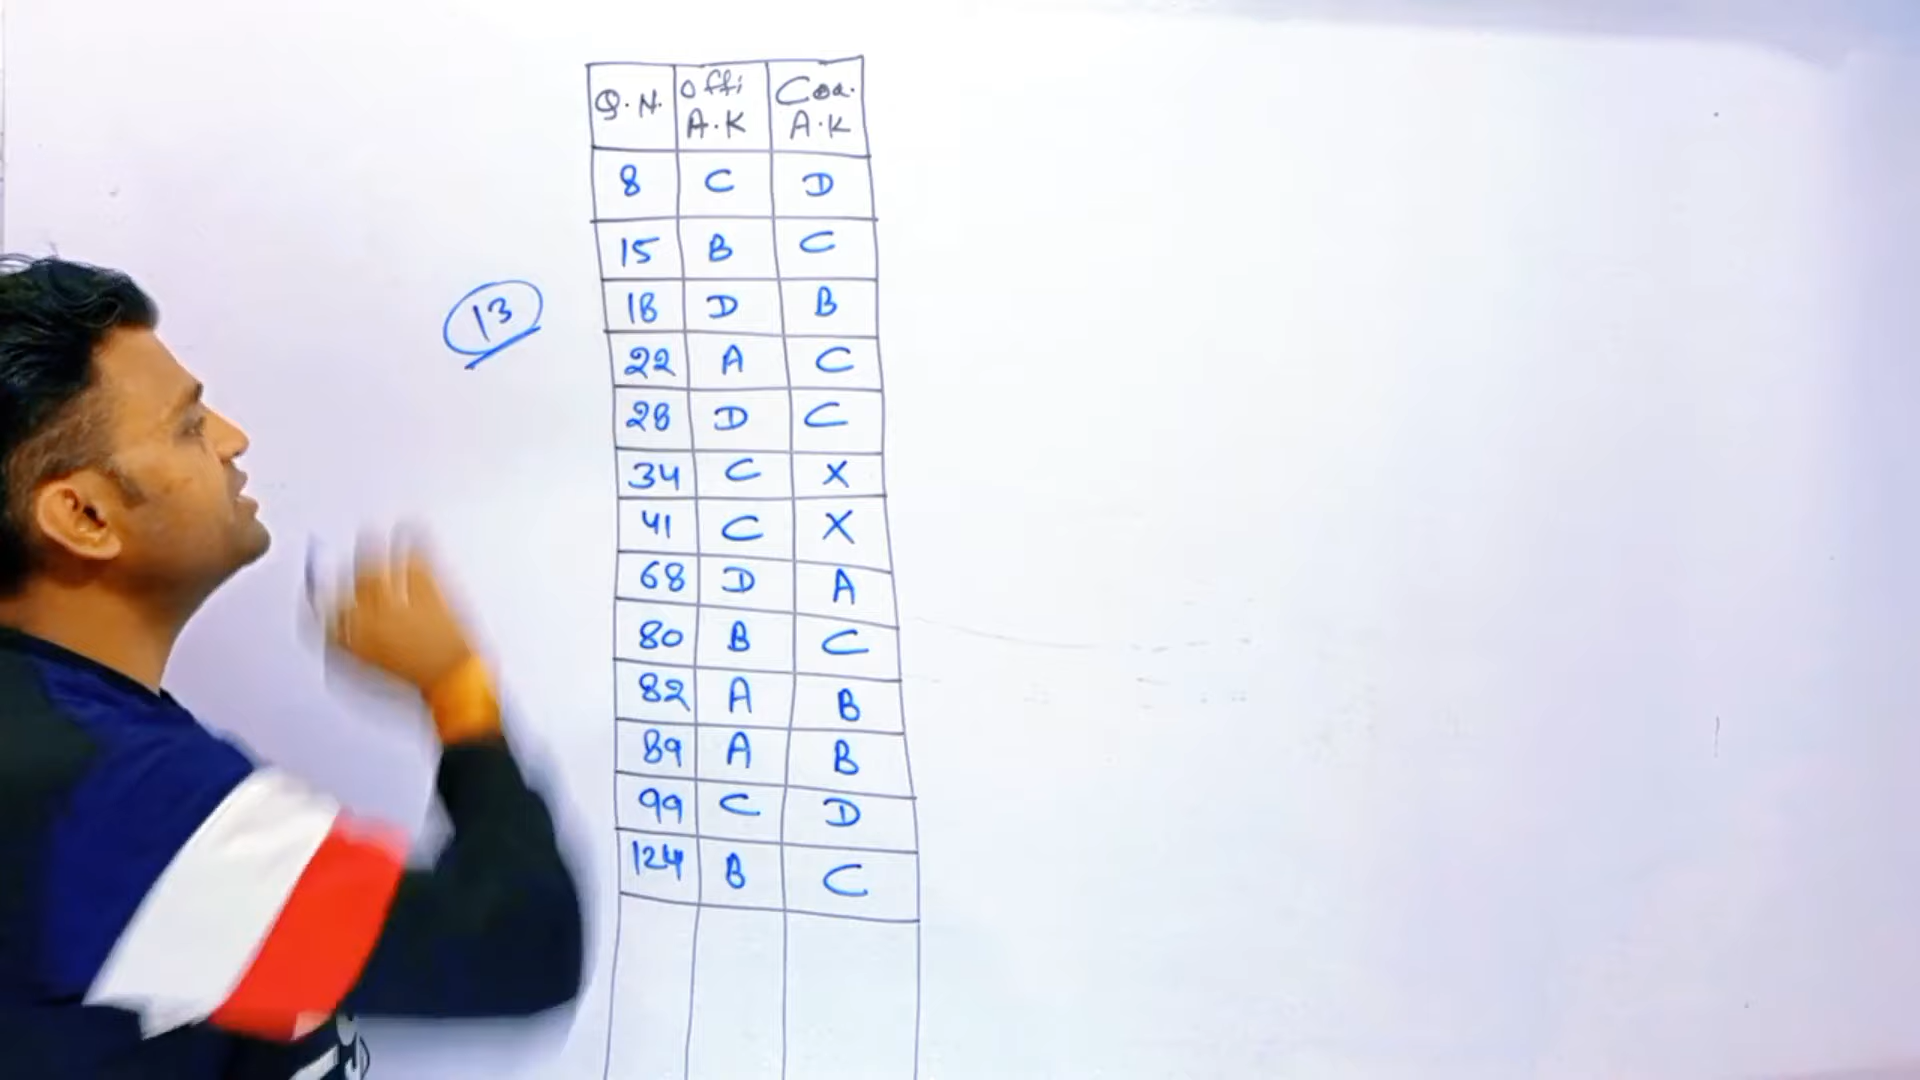 Q.N. Offi A.K Coa. A.K
8 C D
15 B C
13
18 D B
22 A C
28 D C
34 C X
41 C X
68 D A
80 B C
82 A B
89 A B
99 C D
124 B C